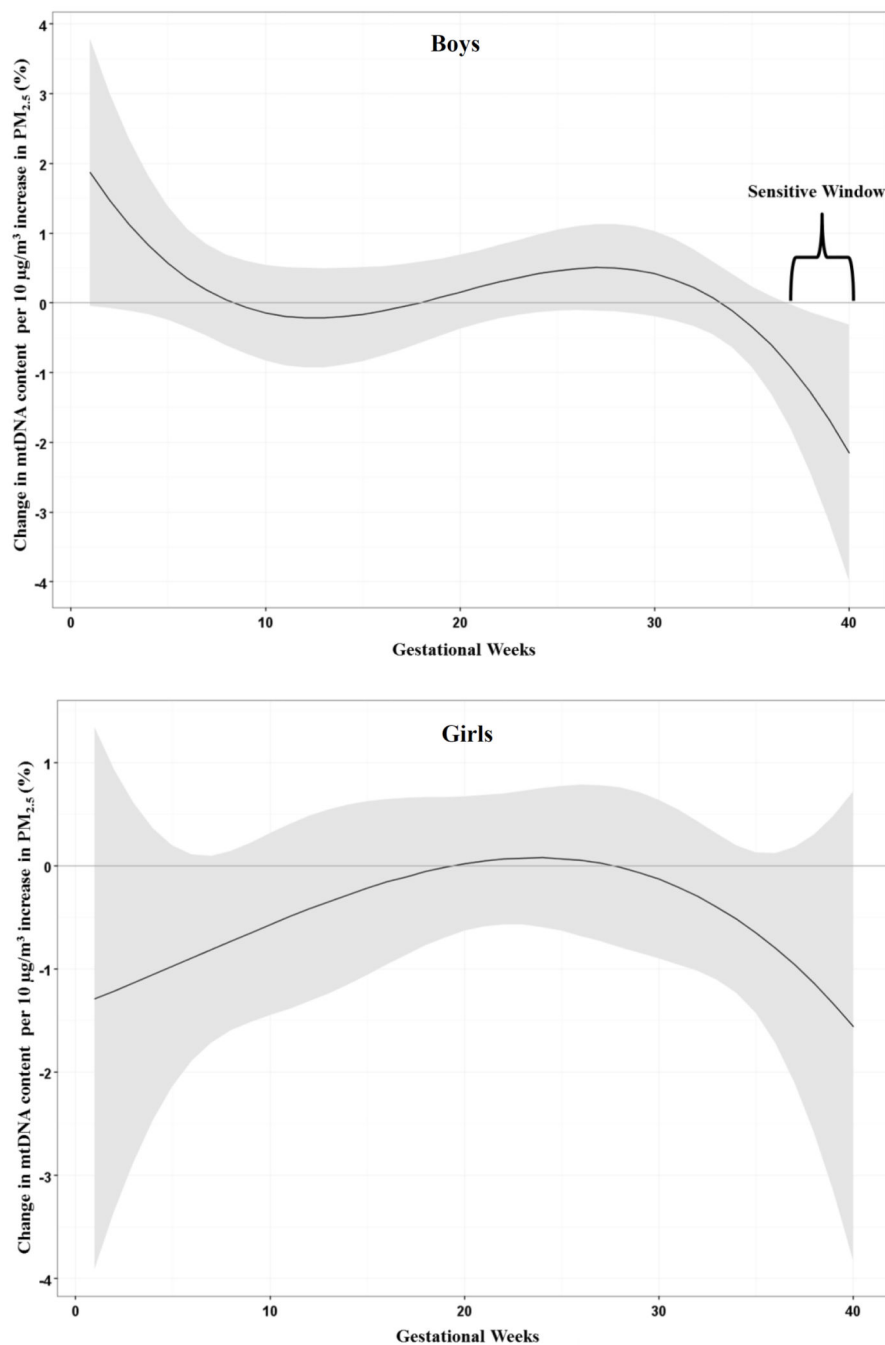 Boys
Change in mtDNA content per 10 µg/m³ increase in PM₂.₅ (%)
4
3
2
1
0
-1
-2
-3
-4
Sensitive Window
0 10 20 30 40
Gestational Weeks
Girls
Change in mtDNA content per 10 µg/m³ increase in PM₂.₅ (%)
1
0
-1
-2
-3
-4
0 10 20 30 40
Gestational Weeks